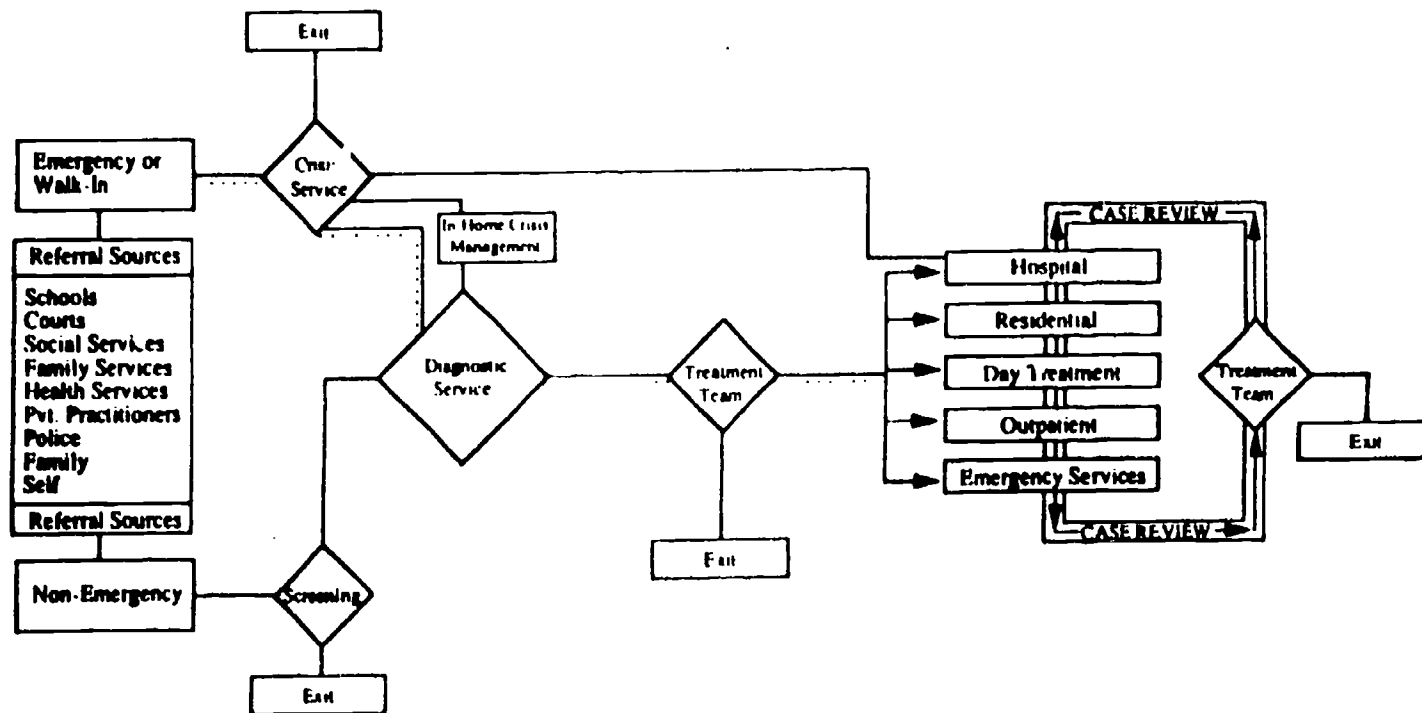 Exit
Emergency or
Walk-In
Crisis
Service
In-Home Crisis
Management
Referral Sources
Schools
Courts
Social Services
Family Services
Health Services
Pvt. Practitioners
Police
Family
Self
Referral Sources
Non-Emergency
Screening
Exit
Diagnostic
Service
Treatment
Team
Exit
CASE REVIEW
Hospital
Residential
Day Treatment
Outpatient
Emergency Services
CASE REVIEW
Treatment
Team
Exit